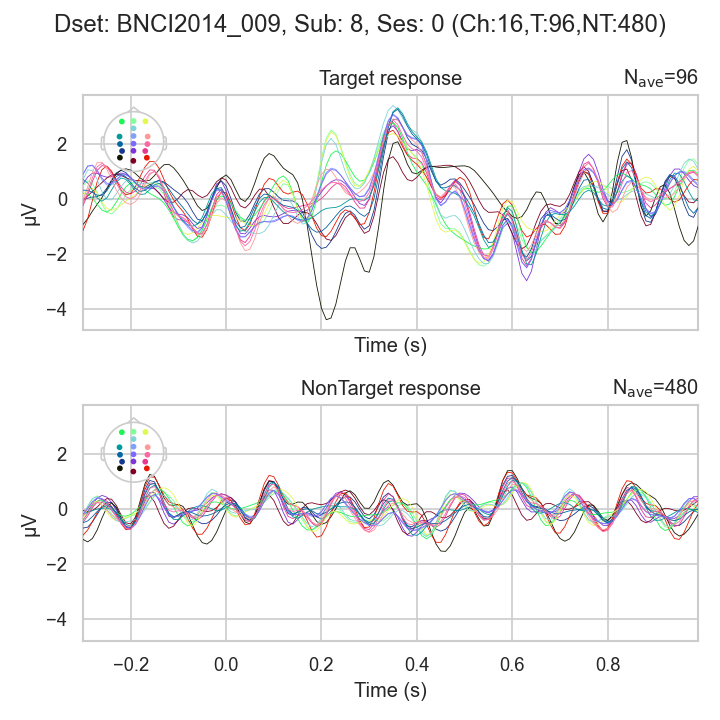 Dset: BNCI2014_009, Sub: 8, Ses: 0 (Ch:16,T:96,NT:480)
Target response
Nave=96
2
0
−2
−4
µV
Time (s)
NonTarget response
Nave=480
2
0
−2
−4
µV
−0.2 0.0 0.2 0.4 0.6 0.8
Time (s)